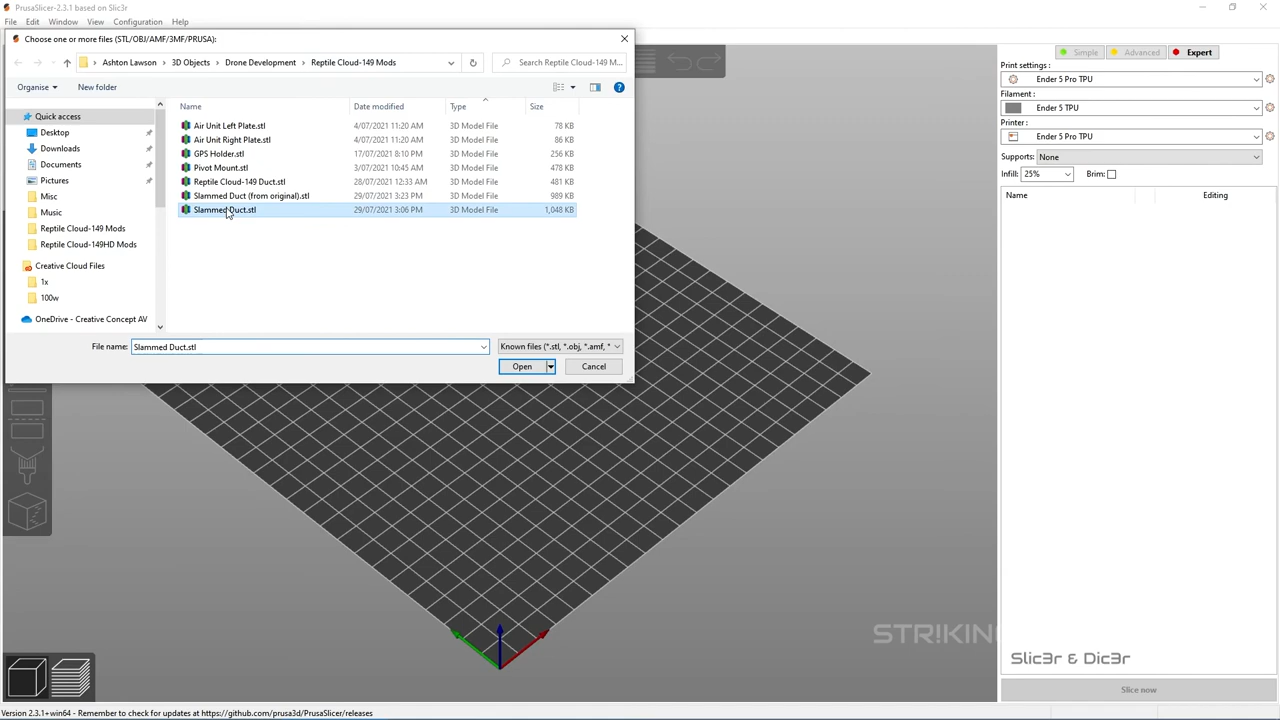 PrusaSlicer-2.3.1 based on Slic3r
File Edit Window View Configuration Help
Choose one or more files (STL/OBJ/AMF/3MF/PRUSA):
Ashton Lawson > 3D Objects > Drone Development > Reptile Cloud-149 Mods
Search Reptile Cloud-149 M...
Organise
New folder
Name Date modified Type Size
Air Unit Left Plate.stl 4/07/2021 11:20 AM 3D Model File 78 KB
Air Unit Right Plate.stl 4/07/2021 11:20 AM 3D Model File 86 KB
GPS Holder.stl 17/07/2021 8:10 PM 3D Model File 256 KB
Pivot Mount.stl 3/07/2021 10:45 AM 3D Model File 478 KB
Reptile Cloud-149 Duct.stl 28/07/2021 12:33 AM 3D Model File 481 KB
Slammed Duct (from original).stl 29/07/2021 3:23 PM 3D Model File 989 KB
Slammed Duct.stl 29/07/2021 3:06 PM 3D Model File 1,048 KB
Quick access
Desktop
Downloads
Documents
Pictures
Misc
Music
Reptile Cloud-149 Mods
Reptile Cloud-149HD Mods
Creative Cloud Files
1x
100w
OneDrive - Creative Concept AV
File name: Slammed Duct.stl
Known files (*.stl, *.obj, *.amf, *
Open
Cancel
Simple Advanced Expert
Print settings :
Ender 5 Pro TPU
Filament :
Ender 5 TPU
Printer :
Ender 5 Pro TPU
Supports: None
Infill: 25% Brim:
Name Editing
STR!KIN
Slic3r & Dic3r
Slice now
Version 2.3.1+win64 - Remember to check for updates at https://github.com/prusa3d/PrusaSlicer/releases